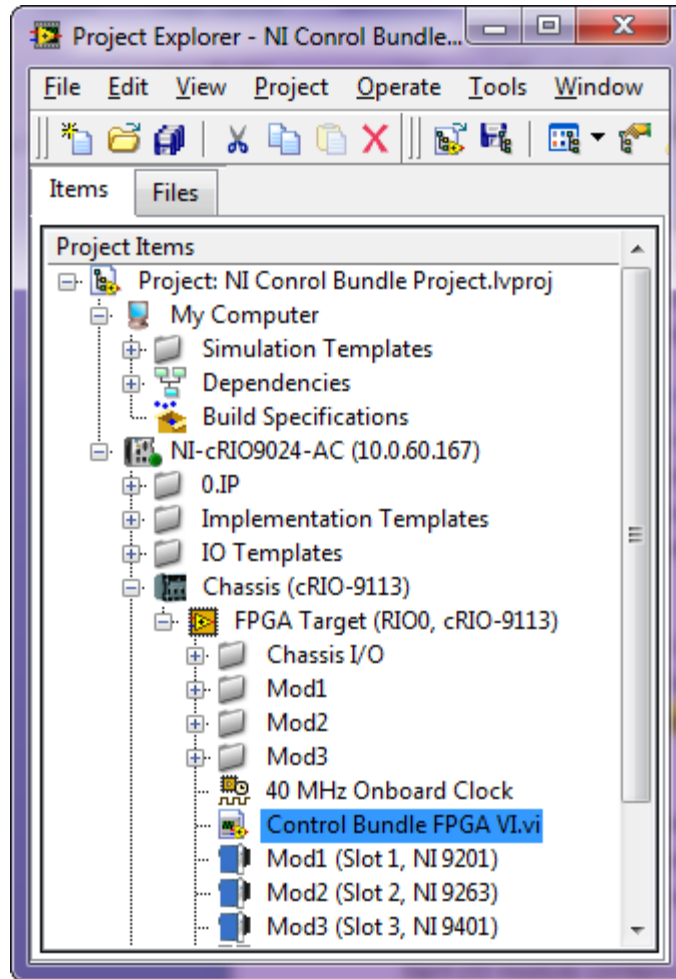 Project Explorer - NI Conrol Bundle...
File Edit View Project Operate Tools Window
Items Files
Project Items
Project: NI Conrol Bundle Project.lvproj
My Computer
Simulation Templates
Dependencies
Build Specifications
NI-cRIO9024-AC (10.0.60.167)
0.IP
Implementation Templates
IO Templates
Chassis (cRIO-9113)
FPGA Target (RIO0, cRIO-9113)
Chassis I/O
Mod1
Mod2
Mod3
40 MHz Onboard Clock
Control Bundle FPGA VI.vi
Mod1 (Slot 1, NI 9201)
Mod2 (Slot 2, NI 9263)
Mod3 (Slot 3, NI 9401)